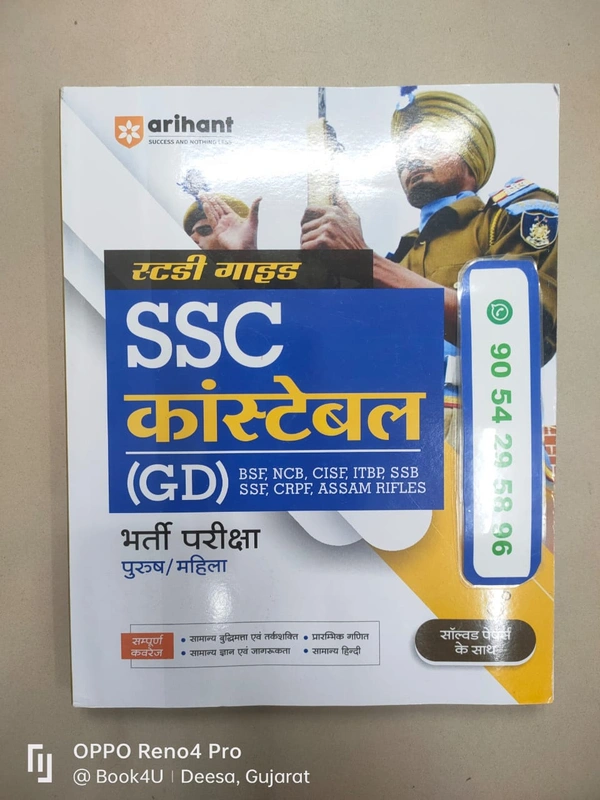 arihant
SUCCESS AND NOTHING LESS
स्टडी गाइड
SSC
कांस्टेबल
(GD)
BSF, NCB, CISF, ITBP, SSB
SSF, CRPF, ASSAM RIFLES
भर्ती परीक्षा
पुरुष/महिला
90 54 29 58 96
सम्पूर्ण
कवरेज
• सामान्य बुद्धिमत्ता एवं तर्कशक्ति • प्रारम्भिक गणित
• सामान्य ज्ञान एवं जागरूकता • सामान्य हिन्दी
सॉल्वड पेपर्स
के साथ
OPPO Reno4 Pro
@ Book4U | Deesa, Gujarat